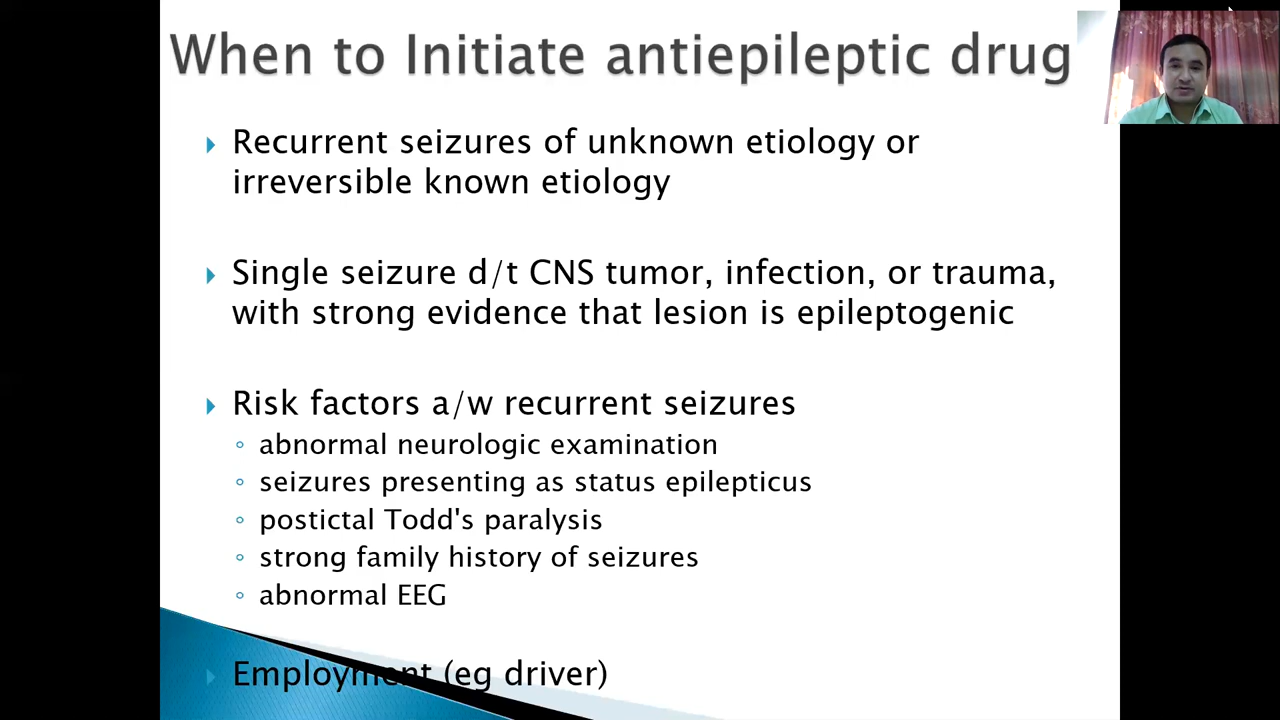 When to Initiate antiepileptic drug
Recurrent seizures of unknown etiology or
irreversible known etiology
Single seizure d/t CNS tumor, infection, or trauma,
with strong evidence that lesion is epileptogenic
Risk factors a/w recurrent seizures
abnormal neurologic examination
seizures presenting as status epilepticus
postictal Todd's paralysis
strong family history of seizures
abnormal EEG
Employment (eg driver)